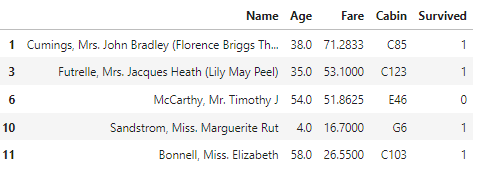 Name Age Fare Cabin Survived
1 Cumings, Mrs. John Bradley (Florence Briggs Th... 38.0 71.2833 C85 1
3 Futrelle, Mrs. Jacques Heath (Lily May Peel) 35.0 53.1000 C123 1
6 McCarthy, Mr. Timothy J 54.0 51.8625 E46 0
10 Sandstrom, Miss. Marguerite Rut 4.0 16.7000 G6 1
11 Bonnell, Miss. Elizabeth 58.0 26.5500 C103 1